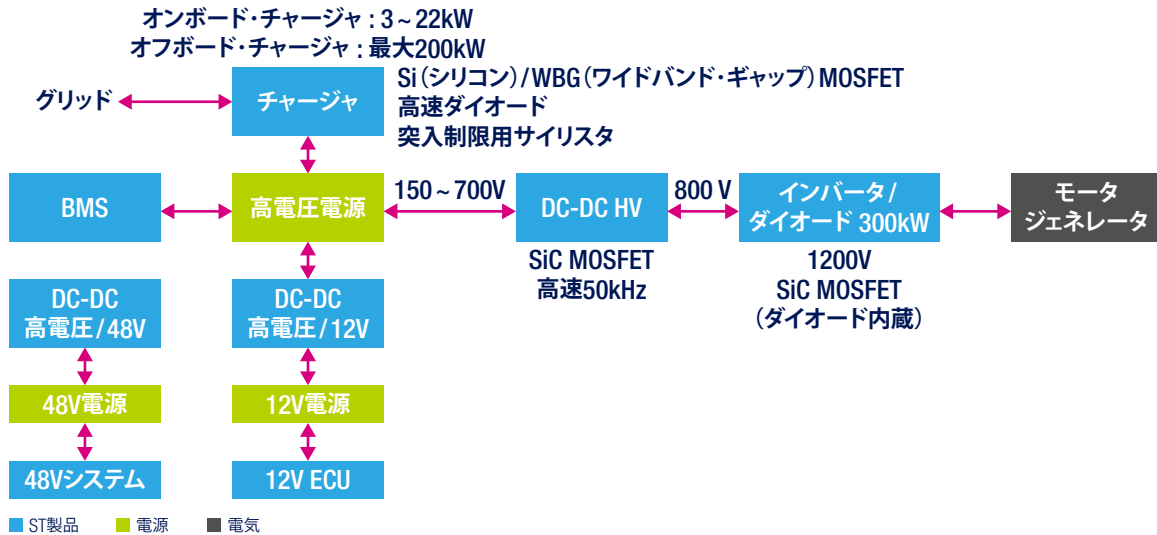 オンボード・チャージャ : 3~22kW
オフボード・チャージャ : 最大200kW
グリッド
チャージャ
Si(シリコン)/WBG(ワイドバンド・ギャップ)MOSFET
高速ダイオード
突入制限用サイリスタ
BMS
高電圧電源
150~700V
DC-DC HV
800 V
インバータ/
ダイオード 300kW
モータ
ジェネレータ
SiC MOSFET
高速50kHz
1200V
SiC MOSFET
(ダイオード内蔵)
DC-DC
高電圧/48V
DC-DC
高電圧/12V
48V電源
12V電源
48Vシステム
12V ECU
ST製品
電源
電気